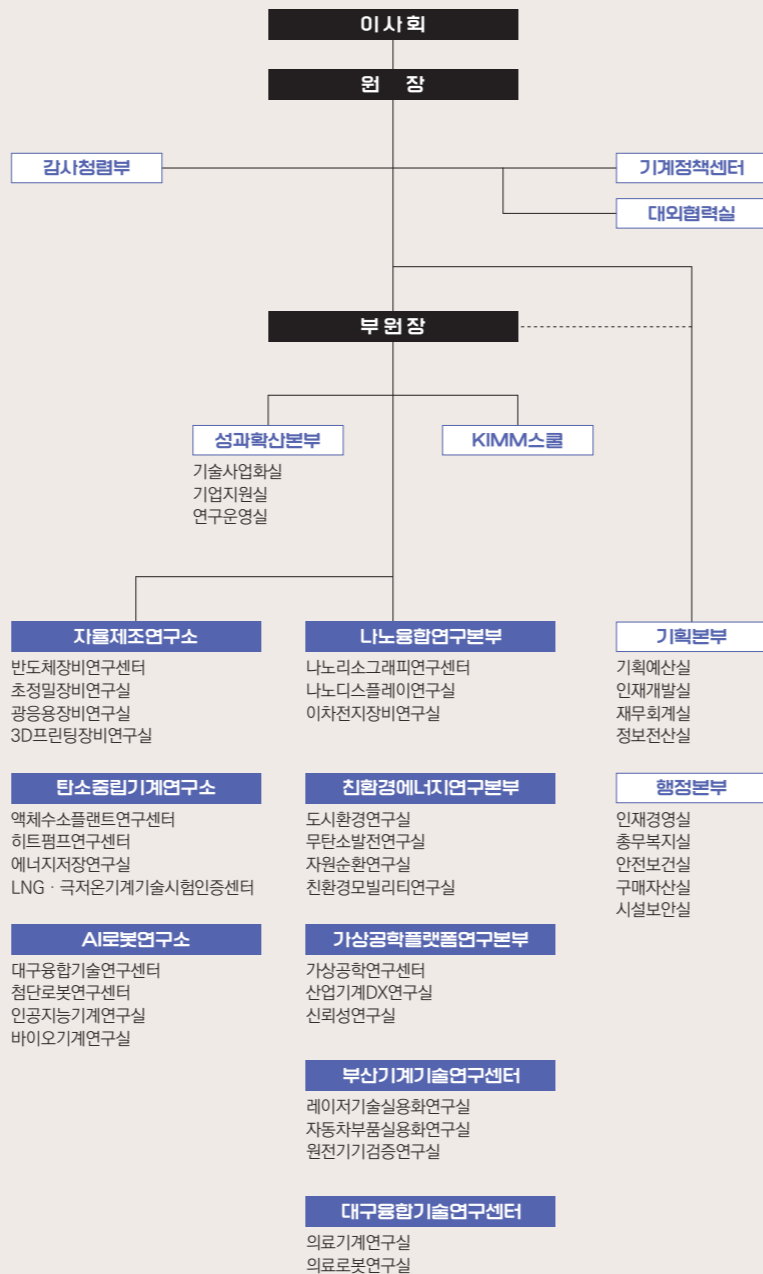 이사회
원 장
감사청렴부
기계정책센터
대외협력실
부원장
성과확산본부
기술사업화실
기업지원실
연구운영실
KIMM스쿨
자율제조연구소
반도체장비연구센터
초정밀장비연구실
광응용장비연구실
3D프린팅장비연구실
탄소중립기계연구소
액체수소플랜트연구센터
히트펌프연구센터
에너지저장연구실
LNG · 극저온기계기술시험인증센터
AI로봇연구소
대구융합기술연구센터
첨단로봇연구센터
인공지능기계연구실
바이오기계연구실
나노융합연구본부
나노리소그래피연구센터
나노디스플레이연구실
이차전지장비연구실
친환경에너지연구본부
도시환경연구실
무탄소발전연구실
자원순환연구실
친환경모빌리티연구실
가상공학플랫폼연구본부
가상공학연구센터
산업기계DX연구실
신뢰성연구실
부산기계기술연구센터
레이저기술실용화연구실
자동차부품실용화연구실
원전기기검증연구실
대구융합기술연구센터
의료기계연구실
의료로봇연구실
기획본부
기획예산실
인재개발실
재무회계실
정보전산실
행정본부
인재경영실
총무복지실
안전보건실
구매자산실
시설보안실